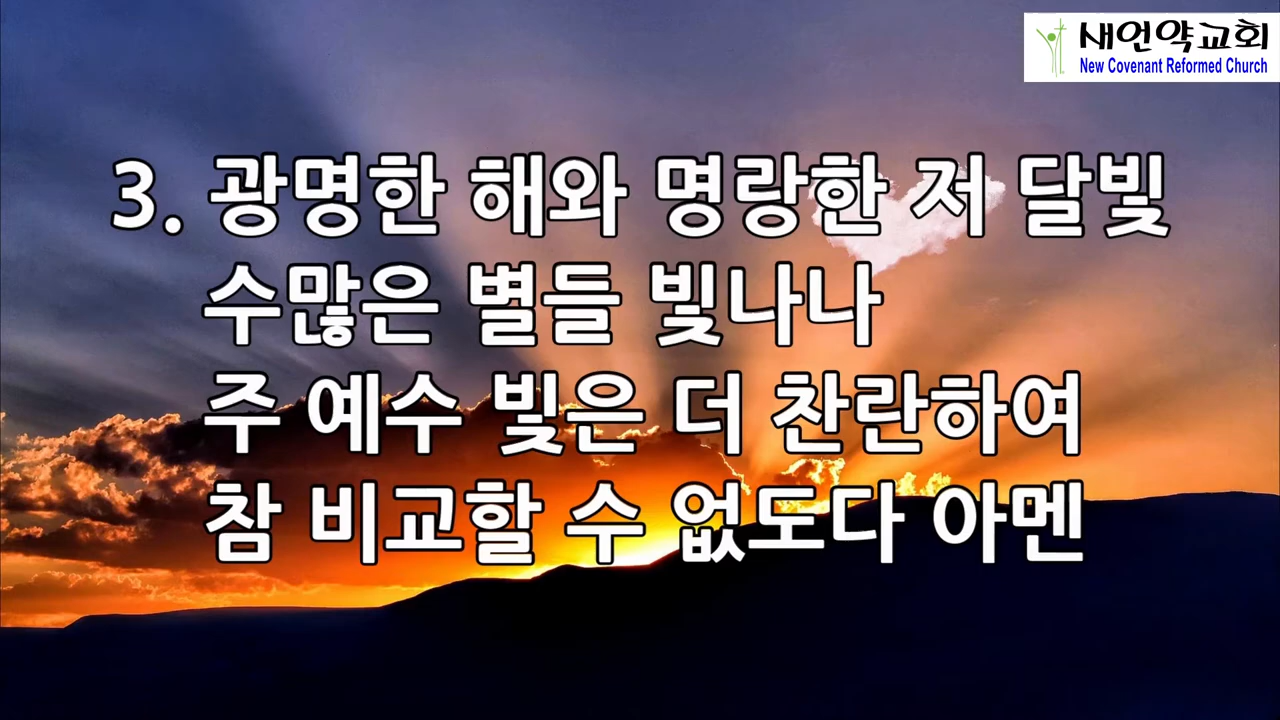 새언약교회
New Covenant Reformed Church
3. 광명한 해와 명랑한 저 달빛
수많은 별들 빛나나
주 예수 빛은 더 찬란하여
참 비교할 수 없도다 아멘